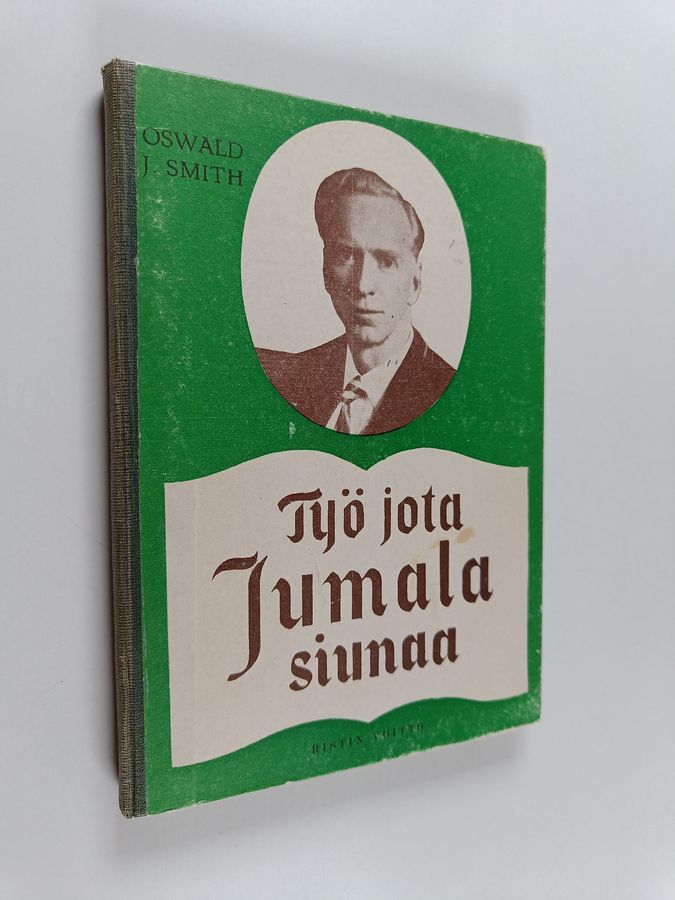 OSWALD
J. SMITH
Työ jota
Jumala
siunaa
RISTIN VOITTO